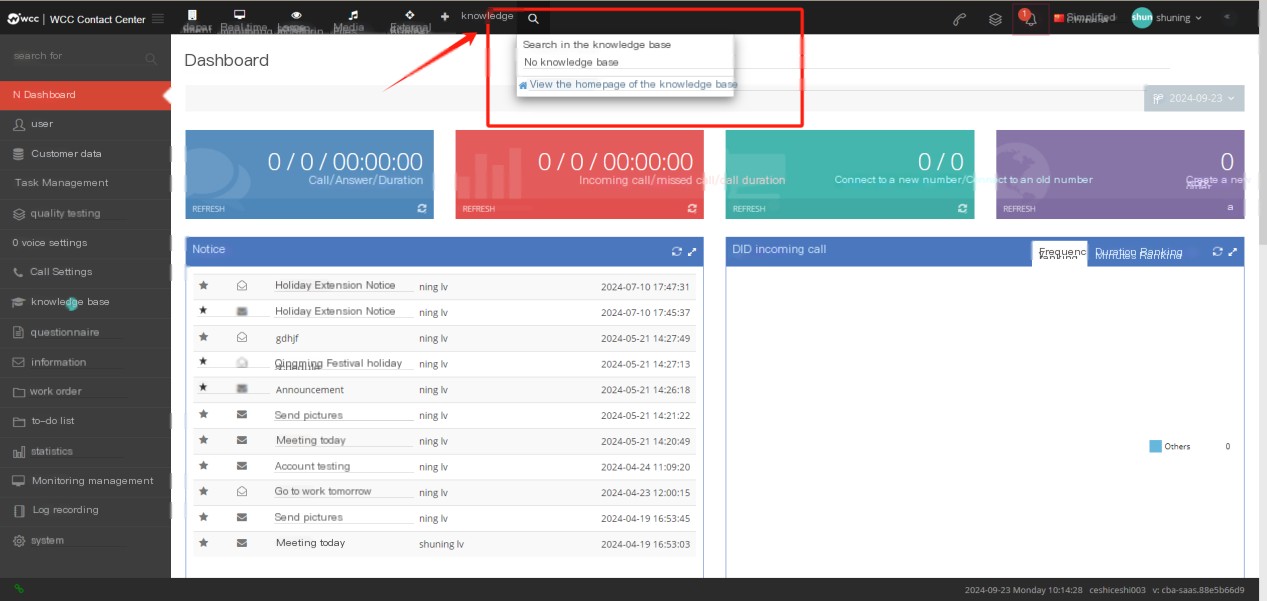 wcc | WCC Contact Center
Real time
Media
External
knowledge
Simplified
1
shun shuning
search for
Dashboard
Search in the knowledge base
No knowledge base
View the homepage of the knowledge base
2024-09-23
N Dashboard
user
Customer data
Task Management
quality testing
0 voice settings
Call Settings
knowledge base
questionnaire
information
work order
to-do list
statistics
Monitoring management
Log recording
system
0 / 0 / 00:00:00
Call/Answer/Duration
REFRESH
0 / 0 / 00:00:00
Incoming call/missed call/call duration
REFRESH
0 / 0
Connect to a new number/Connect to an old number
REFRESH
0
Create a new
REFRESH
a
Notice
Holiday Extension Notice ning lv 2024-07-10 17:47:31
Holiday Extension Notice ning lv 2024-07-10 17:45:37
gdhjf ning lv 2024-05-21 14:27:49
Qingming Festival holiday ning lv 2024-05-21 14:27:13
Announcement ning lv 2024-05-21 14:26:18
Send pictures ning lv 2024-05-21 14:21:22
Meeting today ning lv 2024-05-21 14:20:49
Account testing ning lv 2024-04-24 11:09:20
Go to work tomorrow ning lv 2024-04-23 12:00:15
Send pictures ning lv 2024-04-19 16:53:45
Meeting today shuning lv 2024-04-19 16:53:03
DID incoming call
Duration Ranking
Minutes Ranking
Others 0
2024-09-23 Monday 10:14:28 ceshiceshi003 v: cba-saas.88e5b66d9